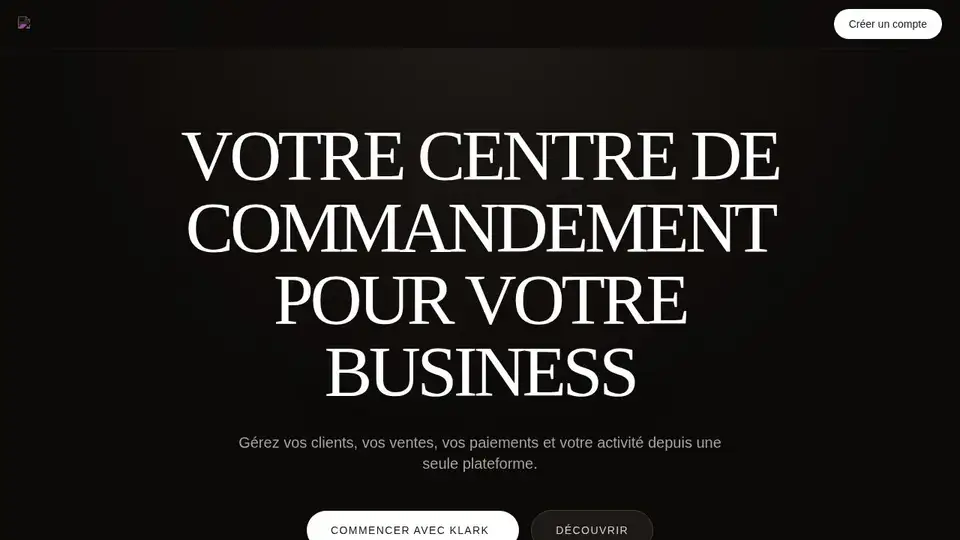 Créer un compte
VOTRE CENTRE DE
COMMANDEMENT
POUR VOTRE
BUSINESS
Gérez vos clients, vos ventes, vos paiements et votre activité depuis une
seule plateforme.
COMMENCER AVEC KLARK
DÉCOUVRIR